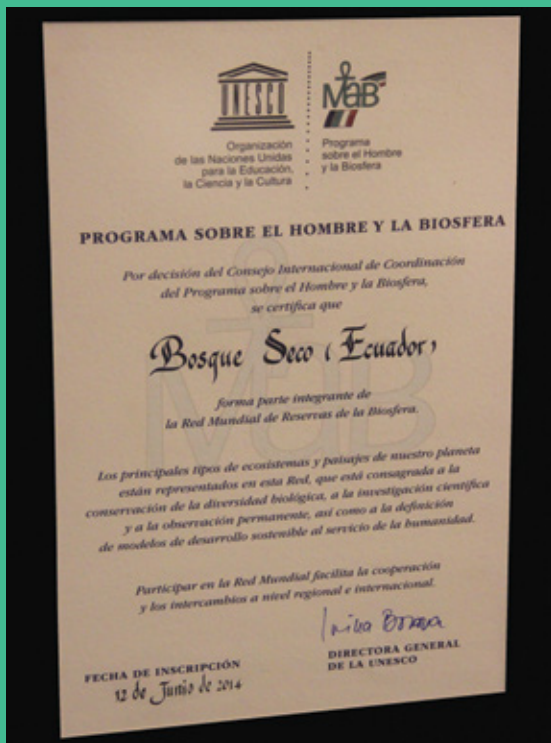 UNESCO
Organización
de las Naciones Unidas
para la Educación,
la Ciencia y la Cultura
MaB
Programa
sobre el Hombre
y la Biosfera
PROGRAMA SOBRE EL HOMBRE Y LA BIOSFERA
Por decisión del Consejo Internacional de Coordinación
del Programa sobre el Hombre y la Biosfera,
se certifica que
Bosque Seco (Ecuador)
forma parte integrante de
la Red Mundial de Reservas de la Biosfera.
MaB
Los principales tipos de ecosistemas y paisajes de nuestro planeta
están representados en esta Red, que está consagrada a la
conservación de la diversidad biológica, a la investigación científica
y a la observación permanente, así como a la definición
de modelos de desarrollo sostenible al servicio de la humanidad.
Participar en la Red Mundial facilita la cooperación
y los intercambios a nivel regional e internacional.
FECHA DE INSCRIPCIÓN
12 de Junio de 2014
DIRECTORA GENERAL
DE LA UNESCO